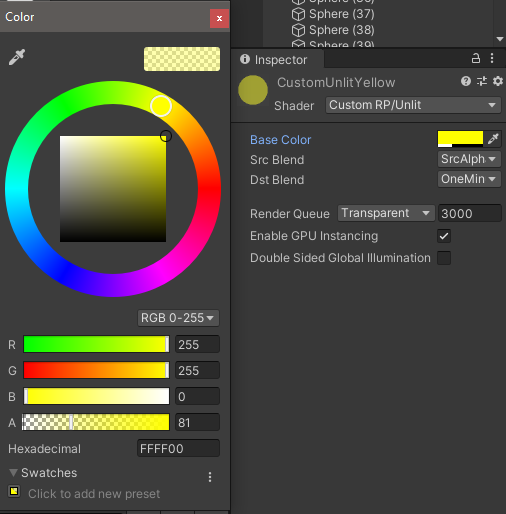 Color
x
RGB 0-255
R
255
G
255
B
0
A
81
Hexadecimal
FFFF00
Swatches
Click to add new preset
Sphere (37)
Sphere (38)
Sphere (39)
Inspector
CustomUnlitYellow
Shader
Custom RP/Unlit
Base Color
Src Blend
SrcAlph
Dst Blend
OneMin
Render Queue
Transparent
3000
Enable GPU Instancing
Double Sided Global Illumination